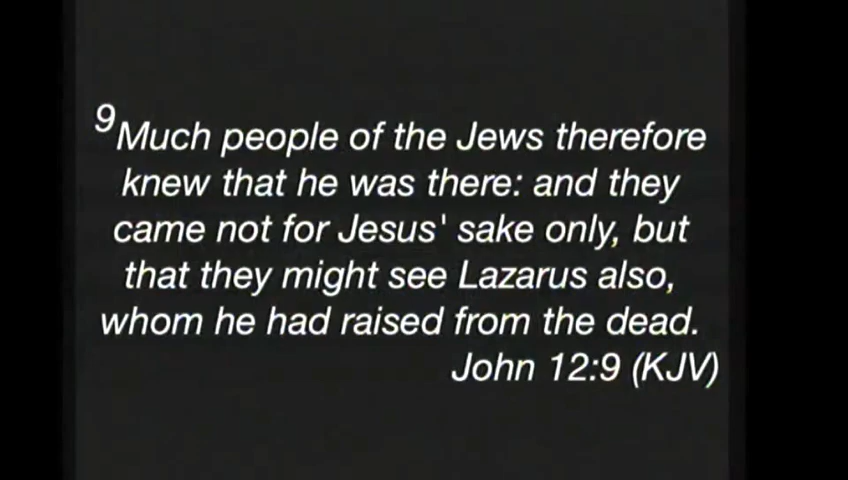 9Much people of the Jews therefore
knew that he was there: and they
came not for Jesus' sake only, but
that they might see Lazarus also,
whom he had raised from the dead.
John 12:9 (KJV)